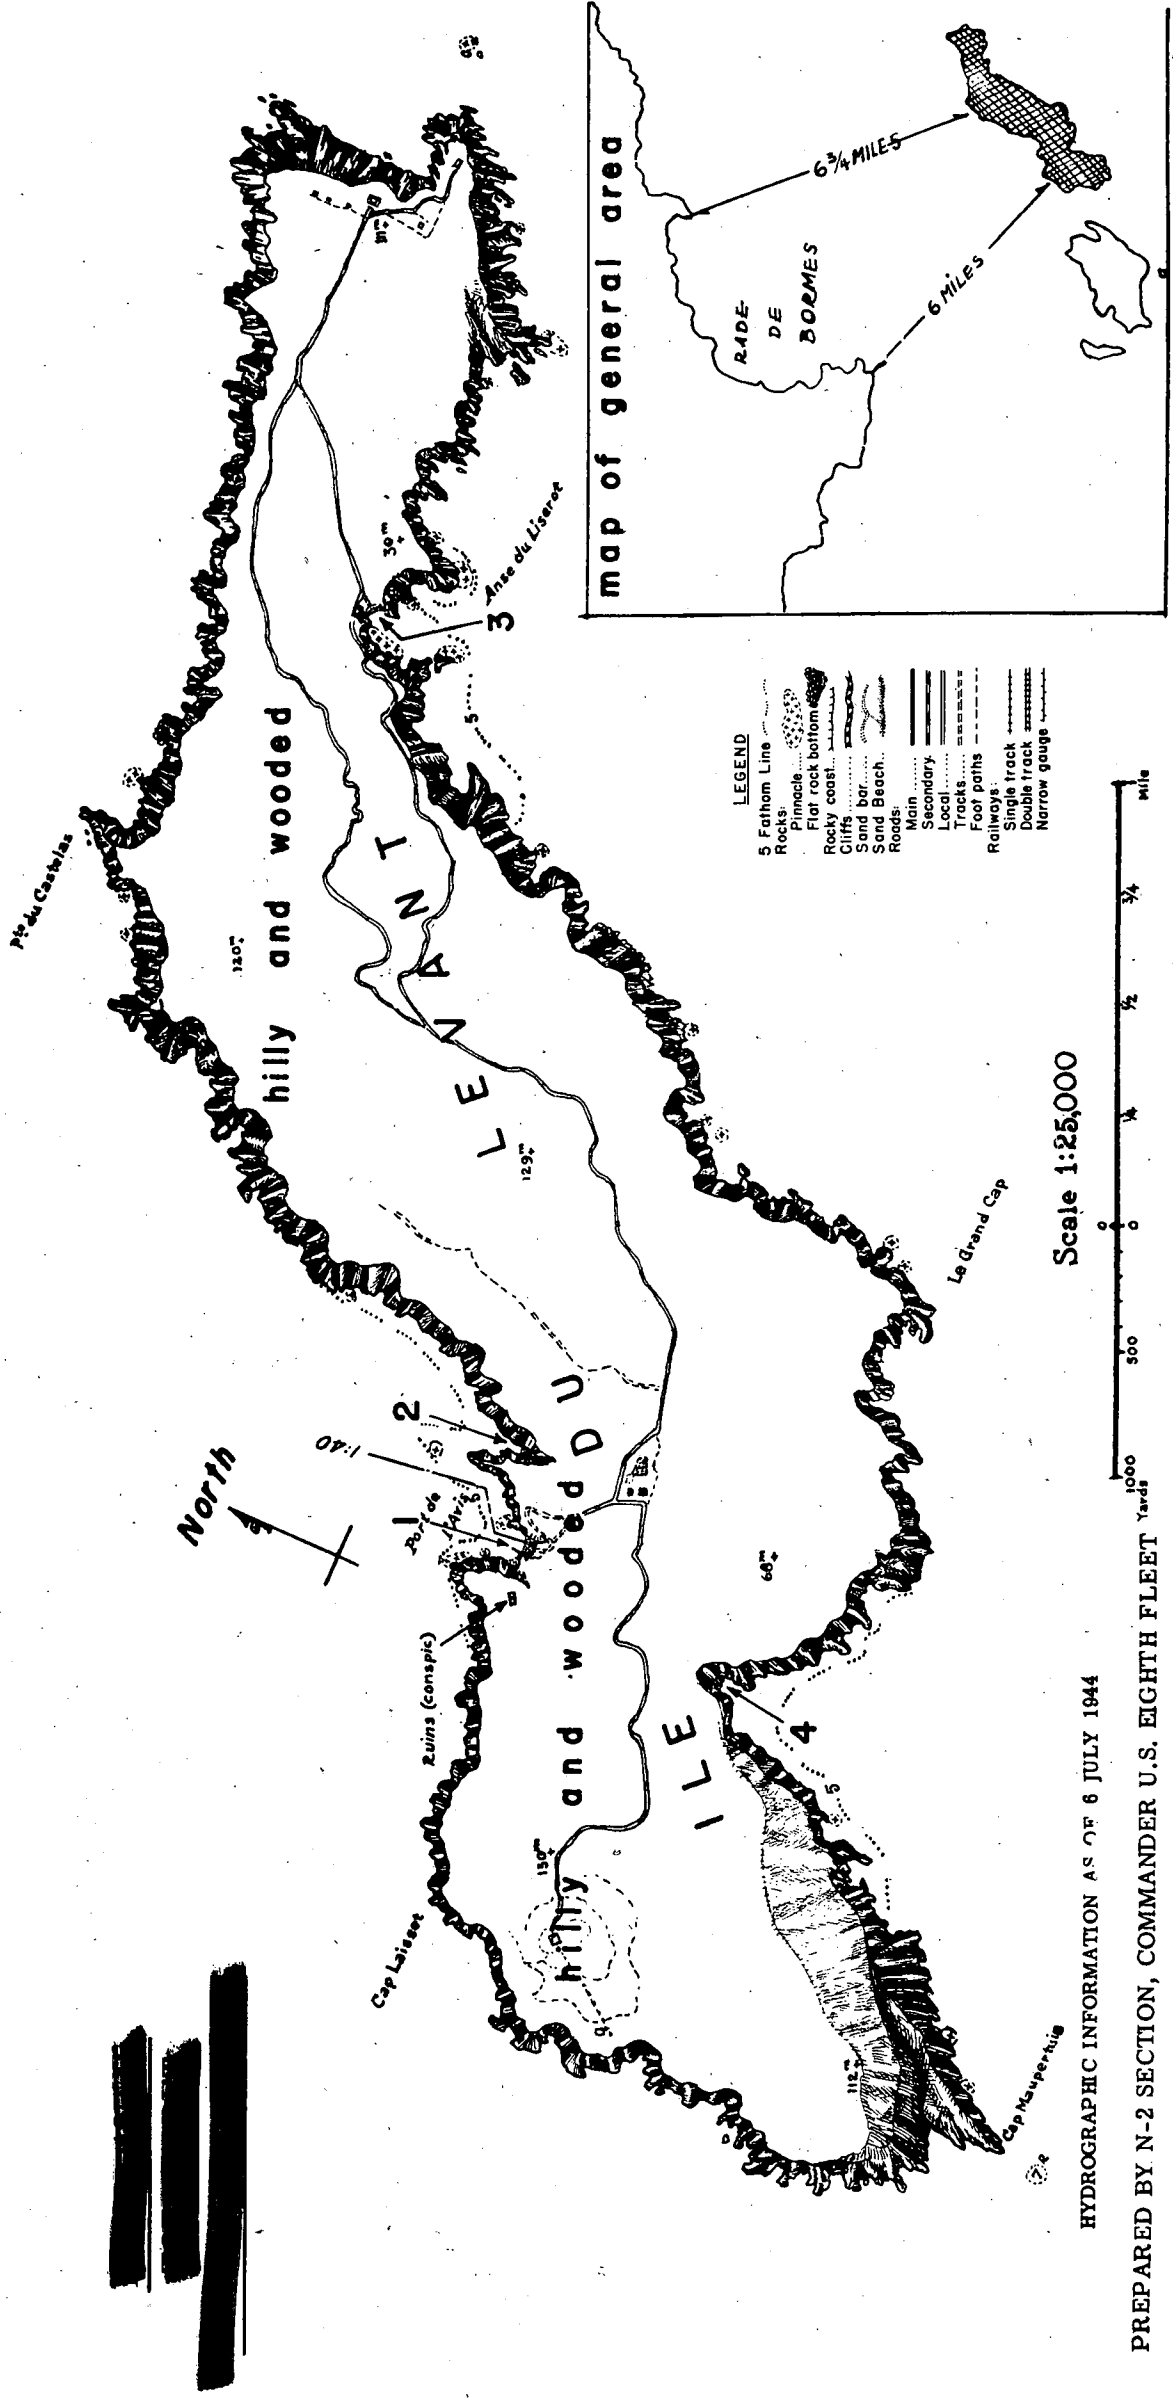 North
Pte du Castelas
120m
hilly and wooded
Cap Laisset
Ruins (conspic)
Port de
l'Avis
1
1:40
2
ILE DU LEVANT
129m
hilly and wooded
150m
68m
112m
30m
Anse du Liserot
3
5
4
5
Le Grand Cap
Cap Maupertuis
map of general area
RADE
DE
BORMES
6 3/4 MILES
6 MILES
LEGEND
5 Fathom Line
Rocks:
Pinnacle
Flat rock bottom
Rocky coast
Cliffs
Sand bar
Sand Beach
Roads:
Main
Secondary
Local
Tracks
Foot paths
Railways:
Single track
Double track
Narrow gauge
Scale 1:25,000
0 1/4 1/2 3/4 1 Mile
Yards 1000 500 0
HYDROGRAPHIC INFORMATION AS OF 6 JULY 1944
PREPARED BY N-2 SECTION, COMMANDER U.S. EIGHTH FLEET